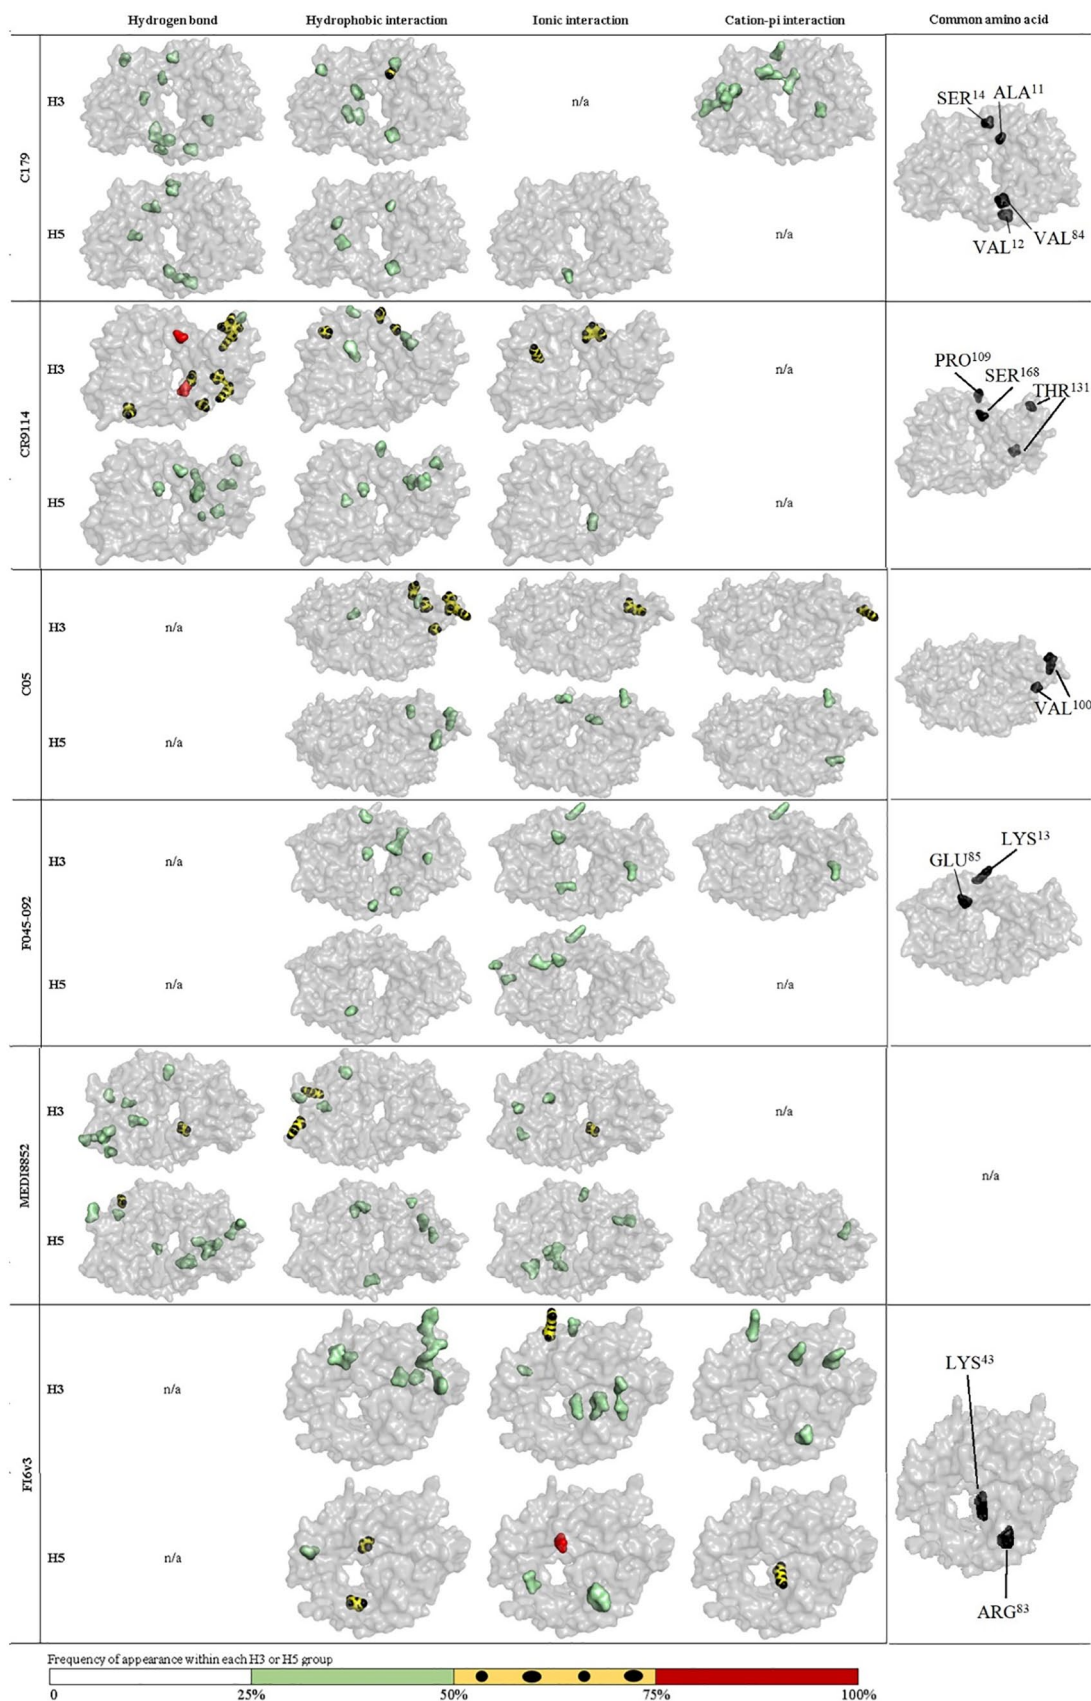 Hydrogen bond Hydrophobic interaction Ionic interaction Cation-pi interaction Common amino acid
C179
H3 n/a
SER14 ALA11
H5 n/a
VAL12 VAL84
CR9114
H3 n/a
PRO109 SER168 THR131
H5 n/a
C05
H3 n/a
VAL100
H5 n/a
F045-092
H3 n/a
GLU85 LYS13
H5 n/a n/a
MEDI8852
H3 n/a
n/a
H5
FI6v3
H3 n/a
LYS43
H5 n/a
ARG83
Frequency of appearance within each H3 or H5 group
0 25% 50% 75% 100%